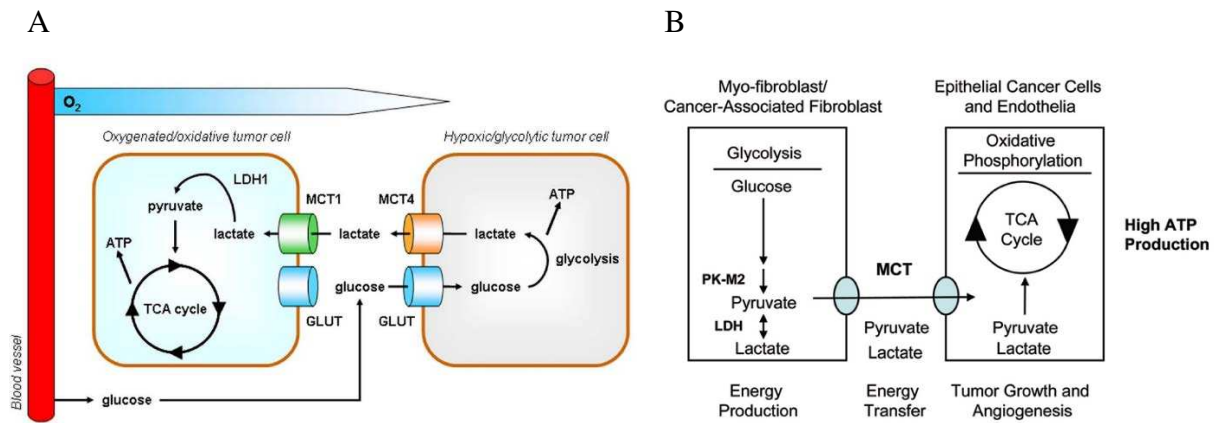 A
O2
Oxygenated/oxidative tumor cell
Hypoxic/glycolytic tumor cell
LDH1
pyruvate
ATP
lactate
MCT1
lactate
MCT4
lactate
ATP
glycolysis
TCA cycle
GLUT
glucose
GLUT
glucose
Blood vessel
glucose
B
Myo-fibroblast/
Cancer-Associated Fibroblast
Glycolysis
Glucose
PK-M2
Pyruvate
LDH
Lactate
Energy
Production
MCT
Pyruvate
Lactate
Energy
Transfer
Epithelial Cancer Cells
and Endothelia
Oxidative
Phosphorylation
TCA
Cycle
Pyruvate
Lactate
Tumor Growth and
Angiogenesis
High ATP
Production